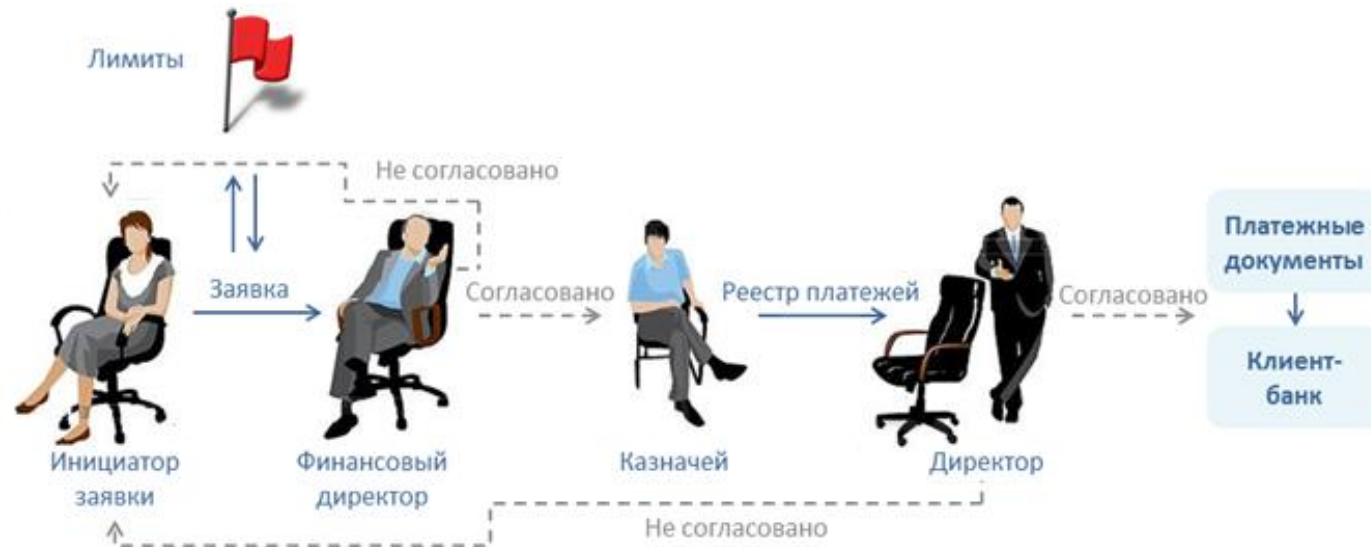 Лимиты
Не согласовано
Заявка
Согласовано
Реестр платежей
Согласовано
Платежные
документы
Клиент-
банк
Инициатор
заявки
Финансовый
директор
Казначей
Директор
Не согласовано